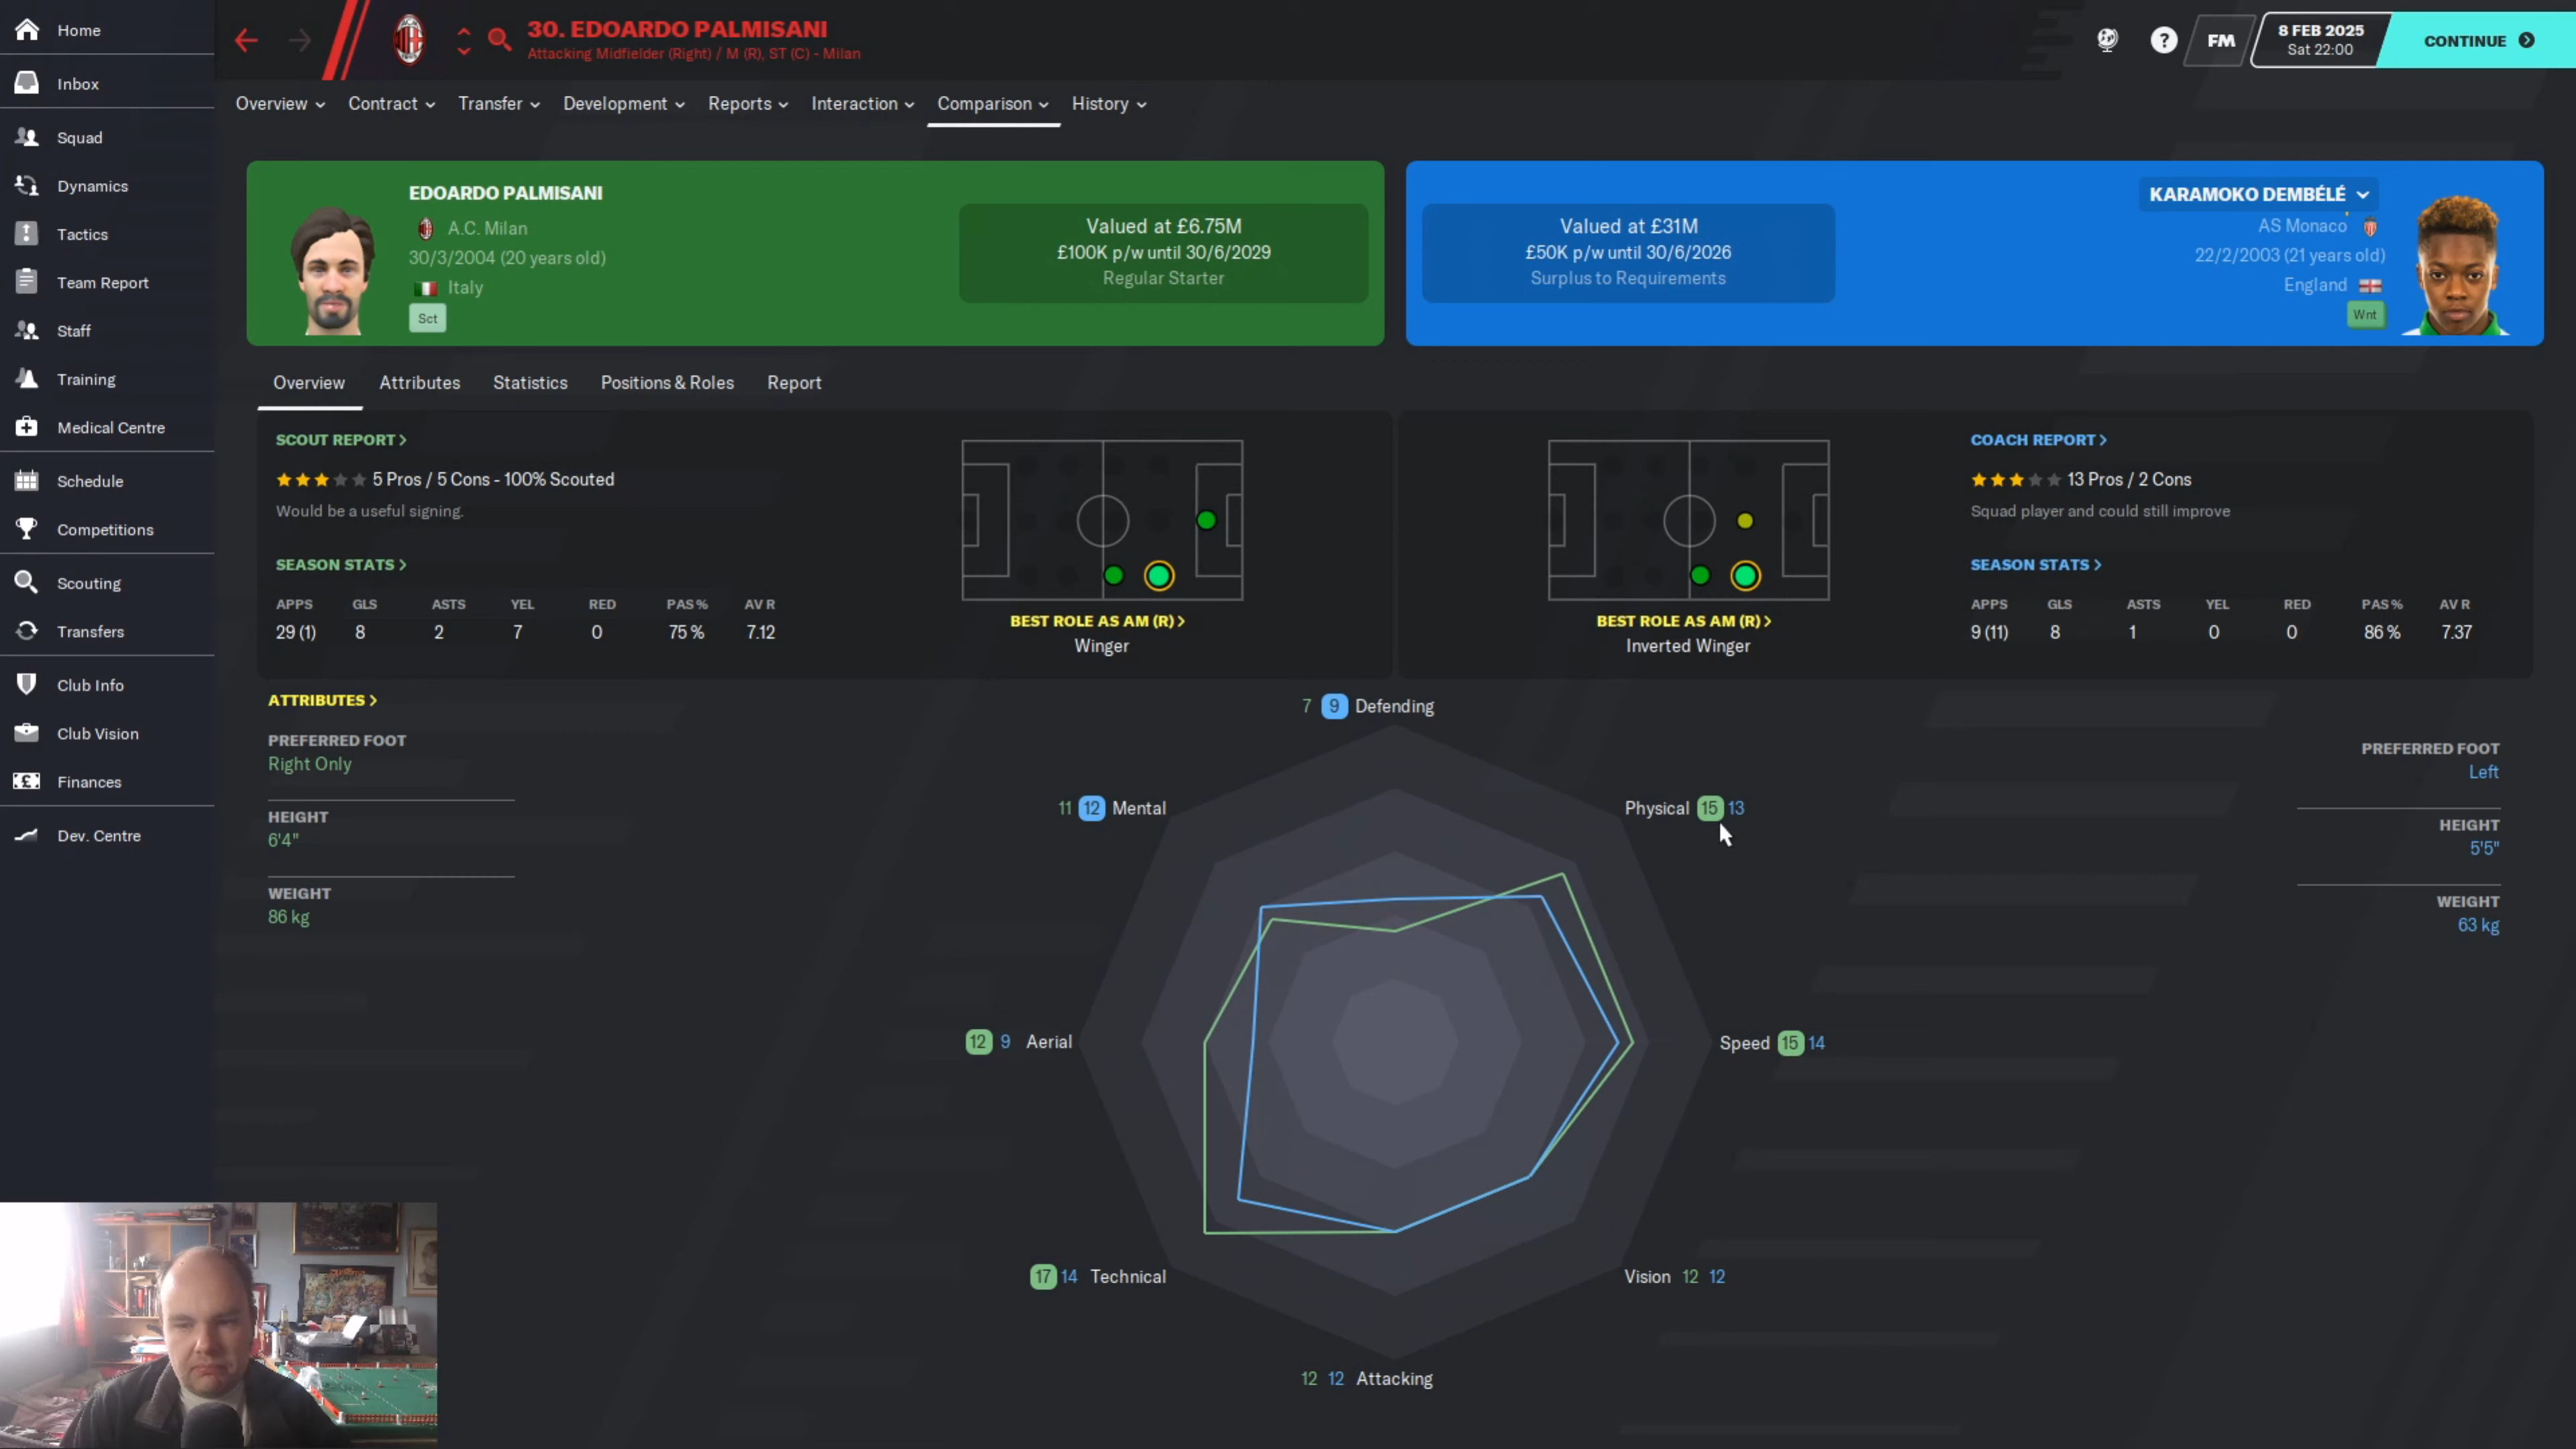 Home
Inbox
Squad
Dynamics
Tactics
Team Report
Staff
Training
Medical Centre
Schedule
Competitions
Scouting
Transfers
Club Info
Club Vision
Finances
Dev. Centre
30. EDOARDO PALMISANI
Attacking Midfielder (Right) / M (R), ST (C) - Milan
?
FM
8 FEB 2025
Sat 22:00
CONTINUE
Overview Contract Transfer Development Reports Interaction Comparison History
EDOARDO PALMISANI
A.C. Milan
30/3/2004 (20 years old)
Italy
Sct
Valued at £6.75M
£100K p/w until 30/6/2029
Regular Starter
Valued at £31M
£50K p/w until 30/6/2026
Surplus to Requirements
KARAMOKO DEMBÉLÉ
AS Monaco
22/2/2003 (21 years old)
England
Wnt
Overview Attributes Statistics Positions & Roles Report
SCOUT REPORT
5 Pros / 5 Cons - 100% Scouted
Would be a useful signing.
SEASON STATS
APPS GLS ASTS YEL RED PAS % AV R
29 (1) 8 2 7 0 75 % 7.12
BEST ROLE AS AM (R)
Winger
BEST ROLE AS AM (R)
Inverted Winger
COACH REPORT
13 Pros / 2 Cons
Squad player and could still improve
SEASON STATS
APPS GLS ASTS YEL RED PAS % AV R
9 (11) 8 1 0 0 86 % 7.37
ATTRIBUTES
PREFERRED FOOT
Right Only
HEIGHT
6'4"
WEIGHT
86 kg
7 9 Defending
11 12 Mental
Physical 15 13
12 9 Aerial
Speed 15 14
17 14 Technical
Vision 12 12
12 12 Attacking
PREFERRED FOOT
Left
HEIGHT
5'5"
WEIGHT
63 kg